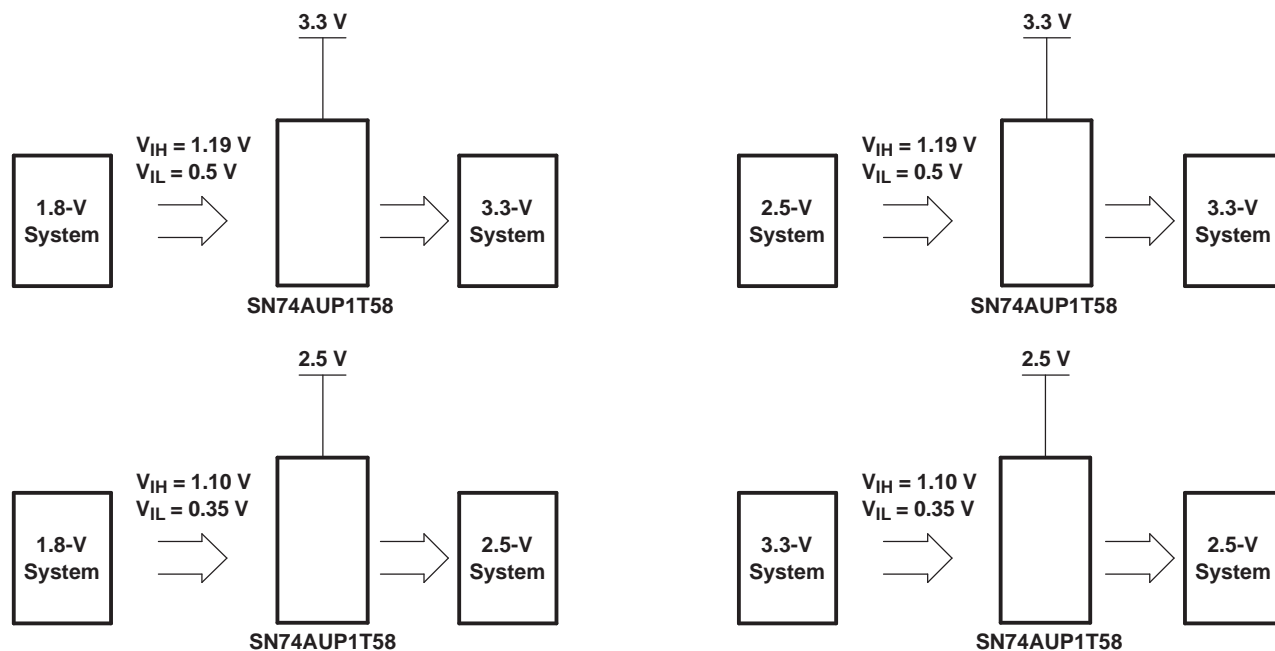 3.3 V
V_IH = 1.19 V
V_IL = 0.5 V
1.8-V
System
3.3-V
System
SN74AUP1T58
3.3 V
V_IH = 1.19 V
V_IL = 0.5 V
2.5-V
System
3.3-V
System
SN74AUP1T58
2.5 V
V_IH = 1.10 V
V_IL = 0.35 V
1.8-V
System
2.5-V
System
SN74AUP1T58
2.5 V
V_IH = 1.10 V
V_IL = 0.35 V
3.3-V
System
2.5-V
System
SN74AUP1T58